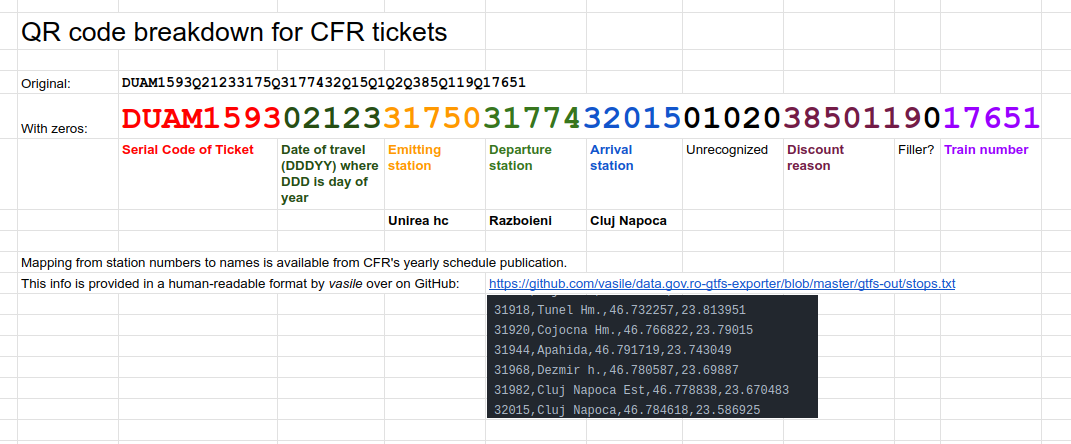 QR code breakdown for CFR tickets
Original: DUAM1593Q21233175Q3177432Q15Q1Q2Q385Q119Q17651
With zeros: DUAM159302123317503177432015010203850119017651
Serial Code of Ticket
Date of travel
(DDDYY) where
DDD is day of
year
Emitting
station
Departure
station
Arrival
station
Unrecognized
Discount
reason
Filler?
Train number
Unirea hc
Razboieni
Cluj Napoca
Mapping from station numbers to names is available from CFR's yearly schedule publication.
This info is provided in a human-readable format by vasile over on GitHub: https://github.com/vasile/data.gov.ro-gtfs-exporter/blob/master/gtfs-out/stops.txt
31918,Tunel Hm.,46.732257,23.813951
31920,Cojocna Hm.,46.766822,23.79015
31944,Apahida,46.791719,23.743049
31968,Dezmir h.,46.780587,23.69887
31982,Cluj Napoca Est,46.778838,23.670483
32015,Cluj Napoca,46.784618,23.586925